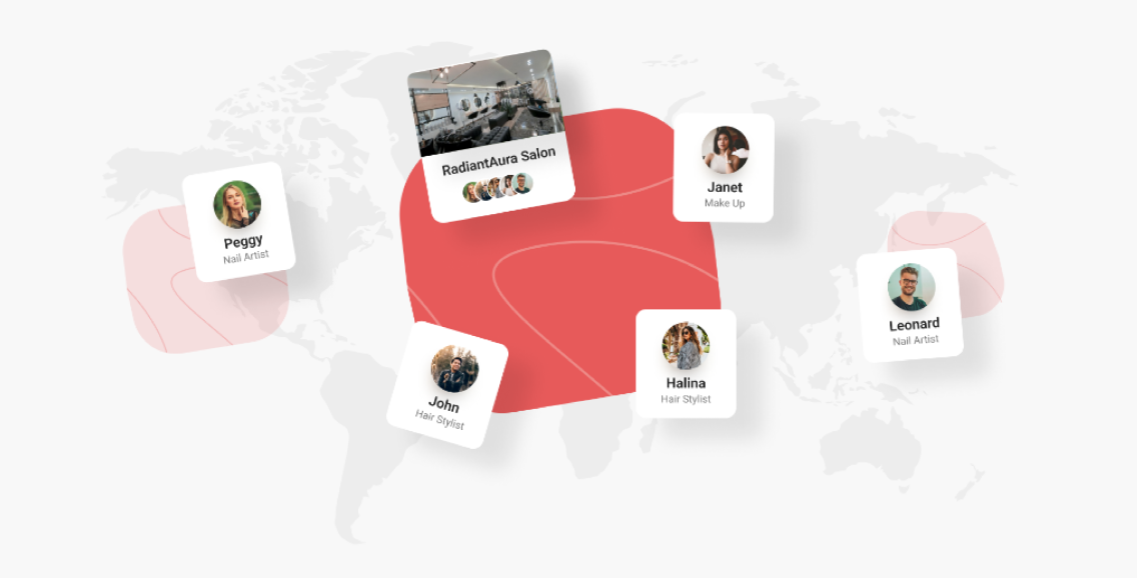 RadiantAura Salon
Janet
Make Up
Peggy
Nail Artist
Leonard
Nail Artist
John
Hair Stylist
Halina
Hair Stylist